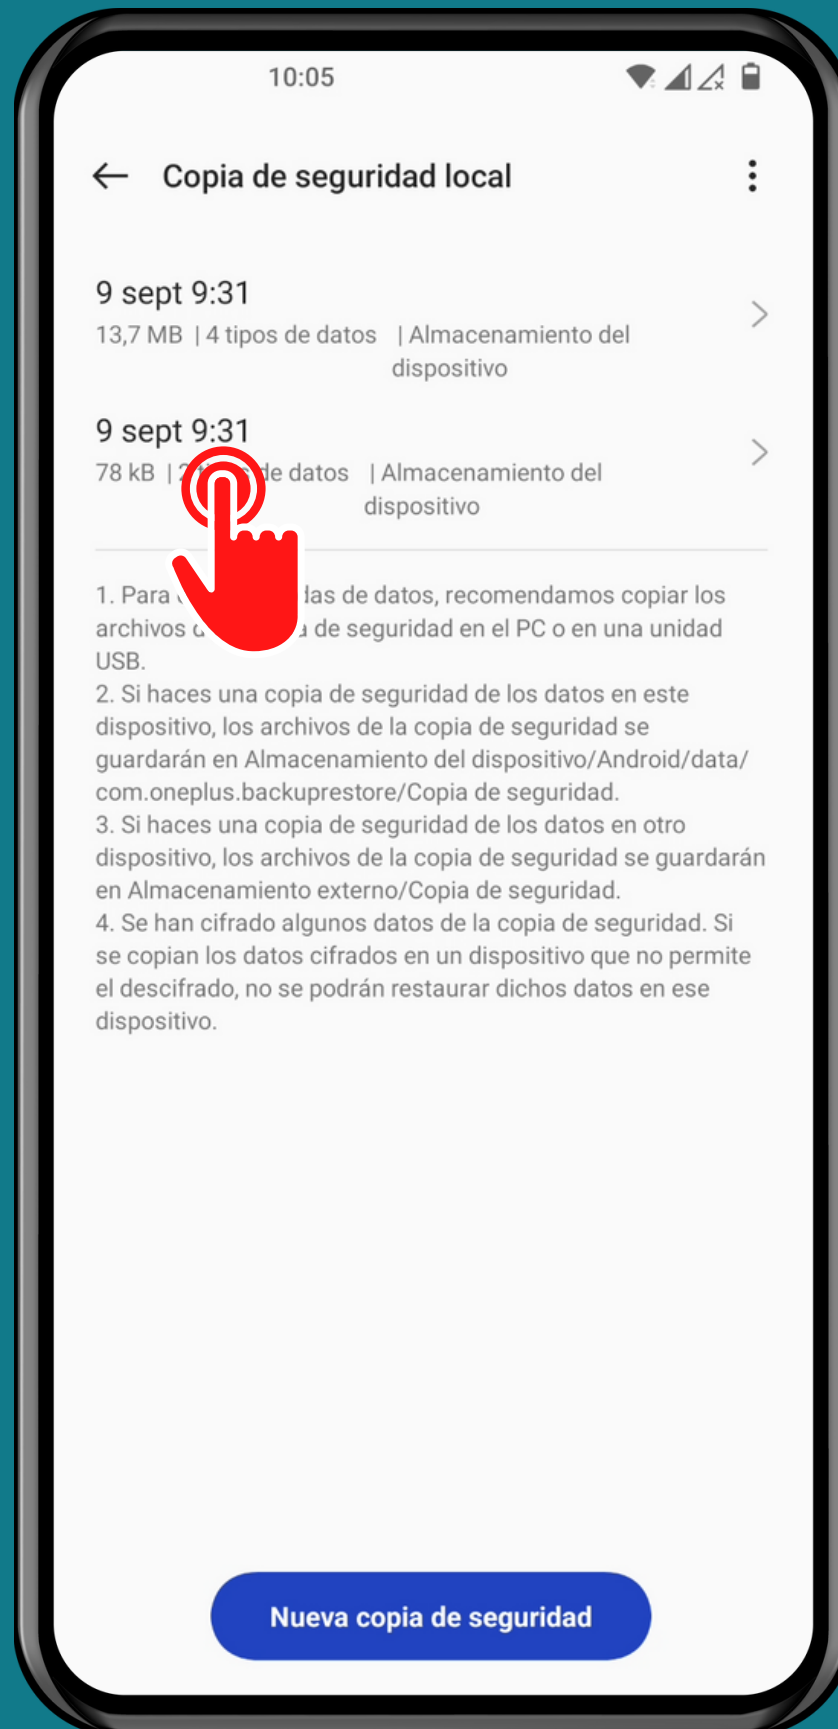 10:05
Copia de seguridad local
9 sept 9:31
13,7 MB | 4 tipos de datos | Almacenamiento del
dispositivo
9 sept 9:31
78 kB | 2 de datos | Almacenamiento del
dispositivo
1. Para de datos, recomendamos copiar los
archivos de seguridad en el PC o en una unidad
USB.
2. Si haces una copia de seguridad de los datos en este
dispositivo, los archivos de la copia de seguridad se
guardarán en Almacenamiento del dispositivo/Android/data/
com.oneplus.backuprestore/Copia de seguridad.
3. Si haces una copia de seguridad de los datos en otro
dispositivo, los archivos de la copia de seguridad se guardarán
en Almacenamiento externo/Copia de seguridad.
4. Se han cifrado algunos datos de la copia de seguridad. Si
se copian los datos cifrados en un dispositivo que no permite
el descifrado, no se podrán restaurar dichos datos en ese
dispositivo.
Nueva copia de seguridad